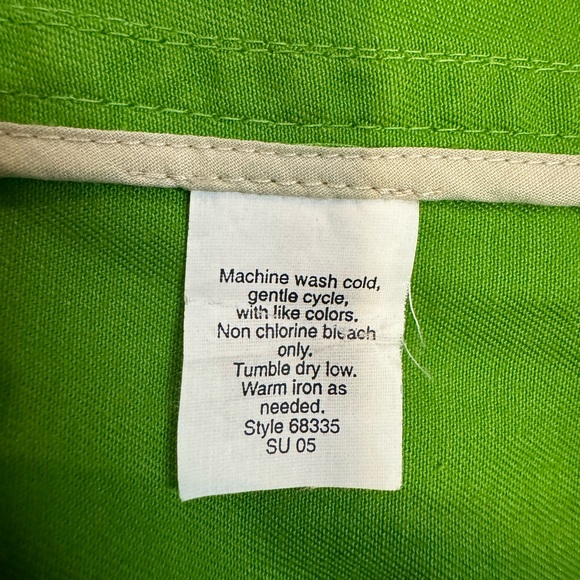 Machine wash cold,
gentle cycle,
with like colors.
Non chlorine bleach
only.
Tumble dry low.
Warm iron as
needed.
Style 68335
SU 05